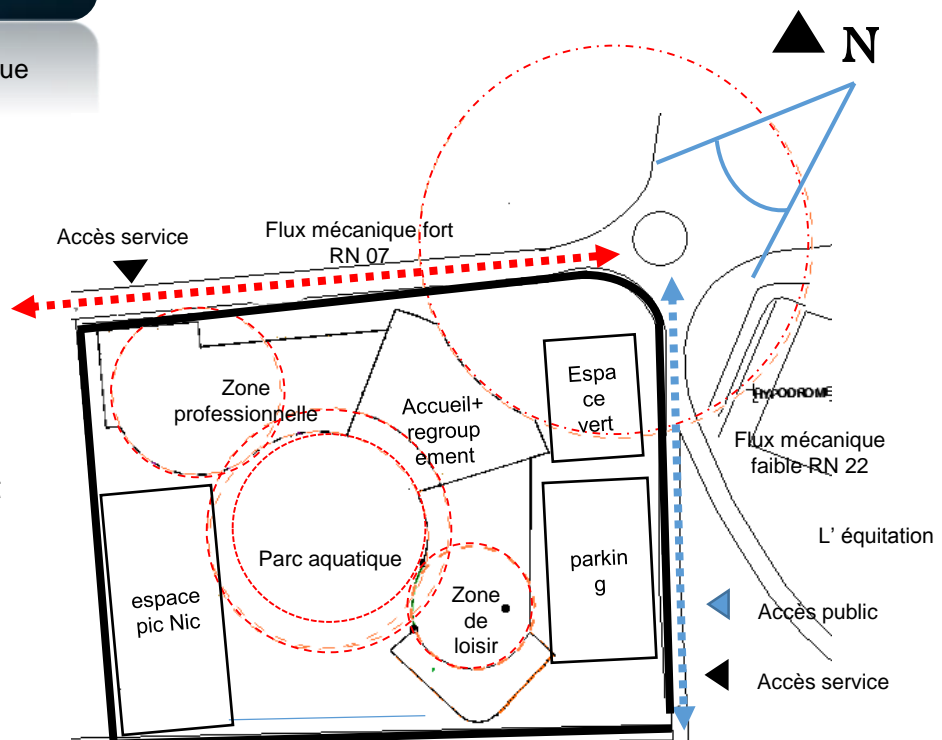 ue
N
Accès service
Flux mécanique fort
RN 07
Zone
professionnelle
Accueil+
regroup
ement
Espa
ce
vert
HYPODROME
Flux mécanique
faible RN 22
L' équitation
Parc aquatique
espace
pic Nic
Zone
de
loisir
parkin
g
Accès public
Accès service